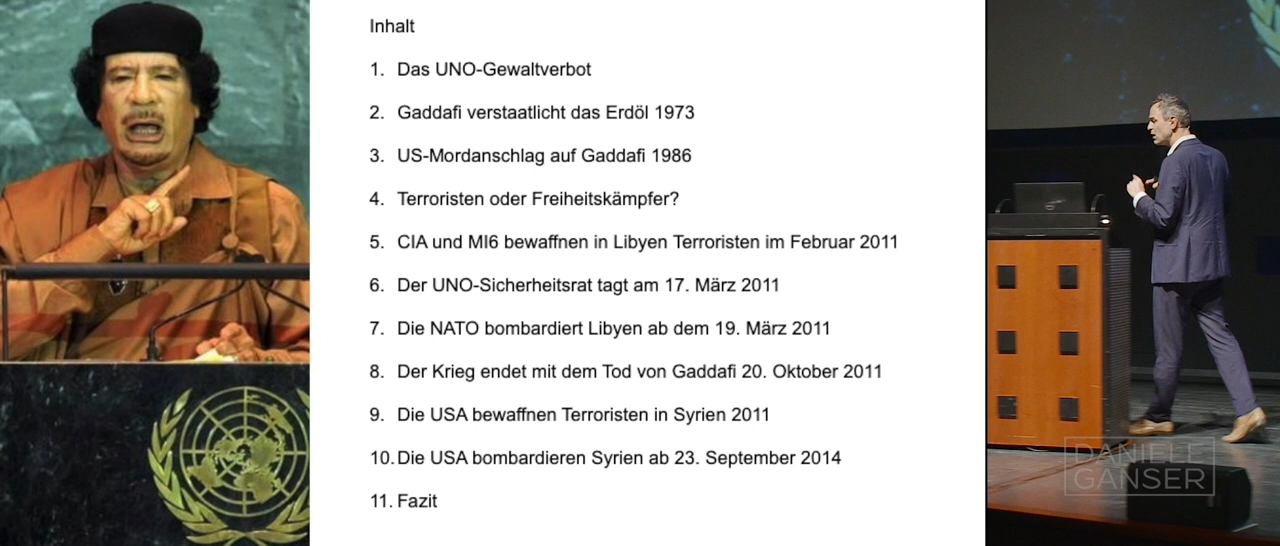 Inhalt
1. Das UNO-Gewaltverbot
2. Gaddafi verstaatlicht das Erdöl 1973
3. US-Mordanschlag auf Gaddafi 1986
4. Terroristen oder Freiheitskämpfer?
5. CIA und MI6 bewaffnen in Libyen Terroristen im Februar 2011
6. Der UNO-Sicherheitsrat tagt am 17. März 2011
7. Die NATO bombardiert Libyen ab dem 19. März 2011
8. Der Krieg endet mit dem Tod von Gaddafi 20. Oktober 2011
9. Die USA bewaffnen Terroristen in Syrien 2011
10. Die USA bombardieren Syrien ab 23. September 2014
11. Fazit
DANIELE
GANSER